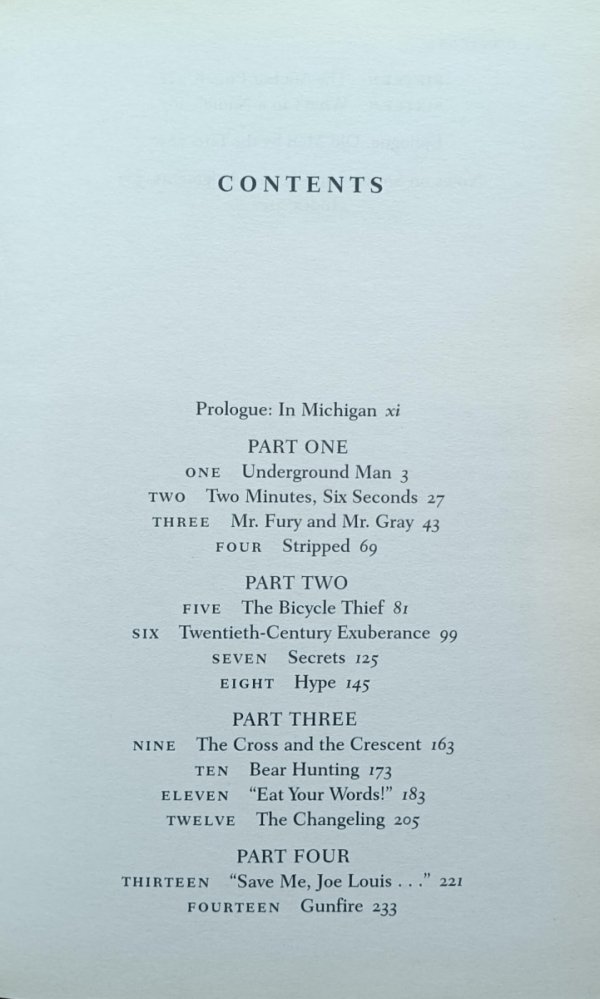 CONTENTS
Prologue: In Michigan xi
PART ONE
ONE Underground Man 3
TWO Two Minutes, Six Seconds 27
THREE Mr. Fury and Mr. Gray 43
FOUR Stripped 69
PART TWO
FIVE The Bicycle Thief 81
SIX Twentieth-Century Exuberance 99
SEVEN Secrets 125
EIGHT Hype 145
PART THREE
NINE The Cross and the Crescent 163
TEN Bear Hunting 173
ELEVEN “Eat Your Words!” 183
TWELVE The Changeling 205
PART FOUR
THIRTEEN “Save Me, Joe Louis . . .” 221
FOURTEEN Gunfire 233